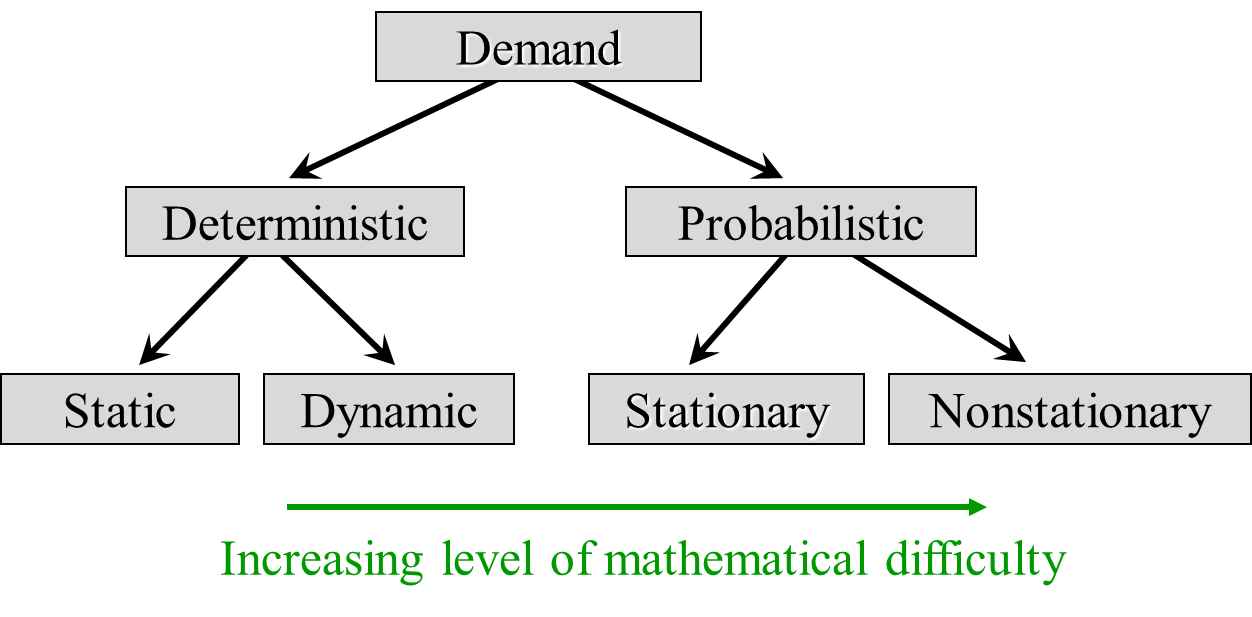 Demand
Deterministic
Probabilistic
Static
Dynamic
Stationary
Nonstationary
Increasing level of mathematical difficulty